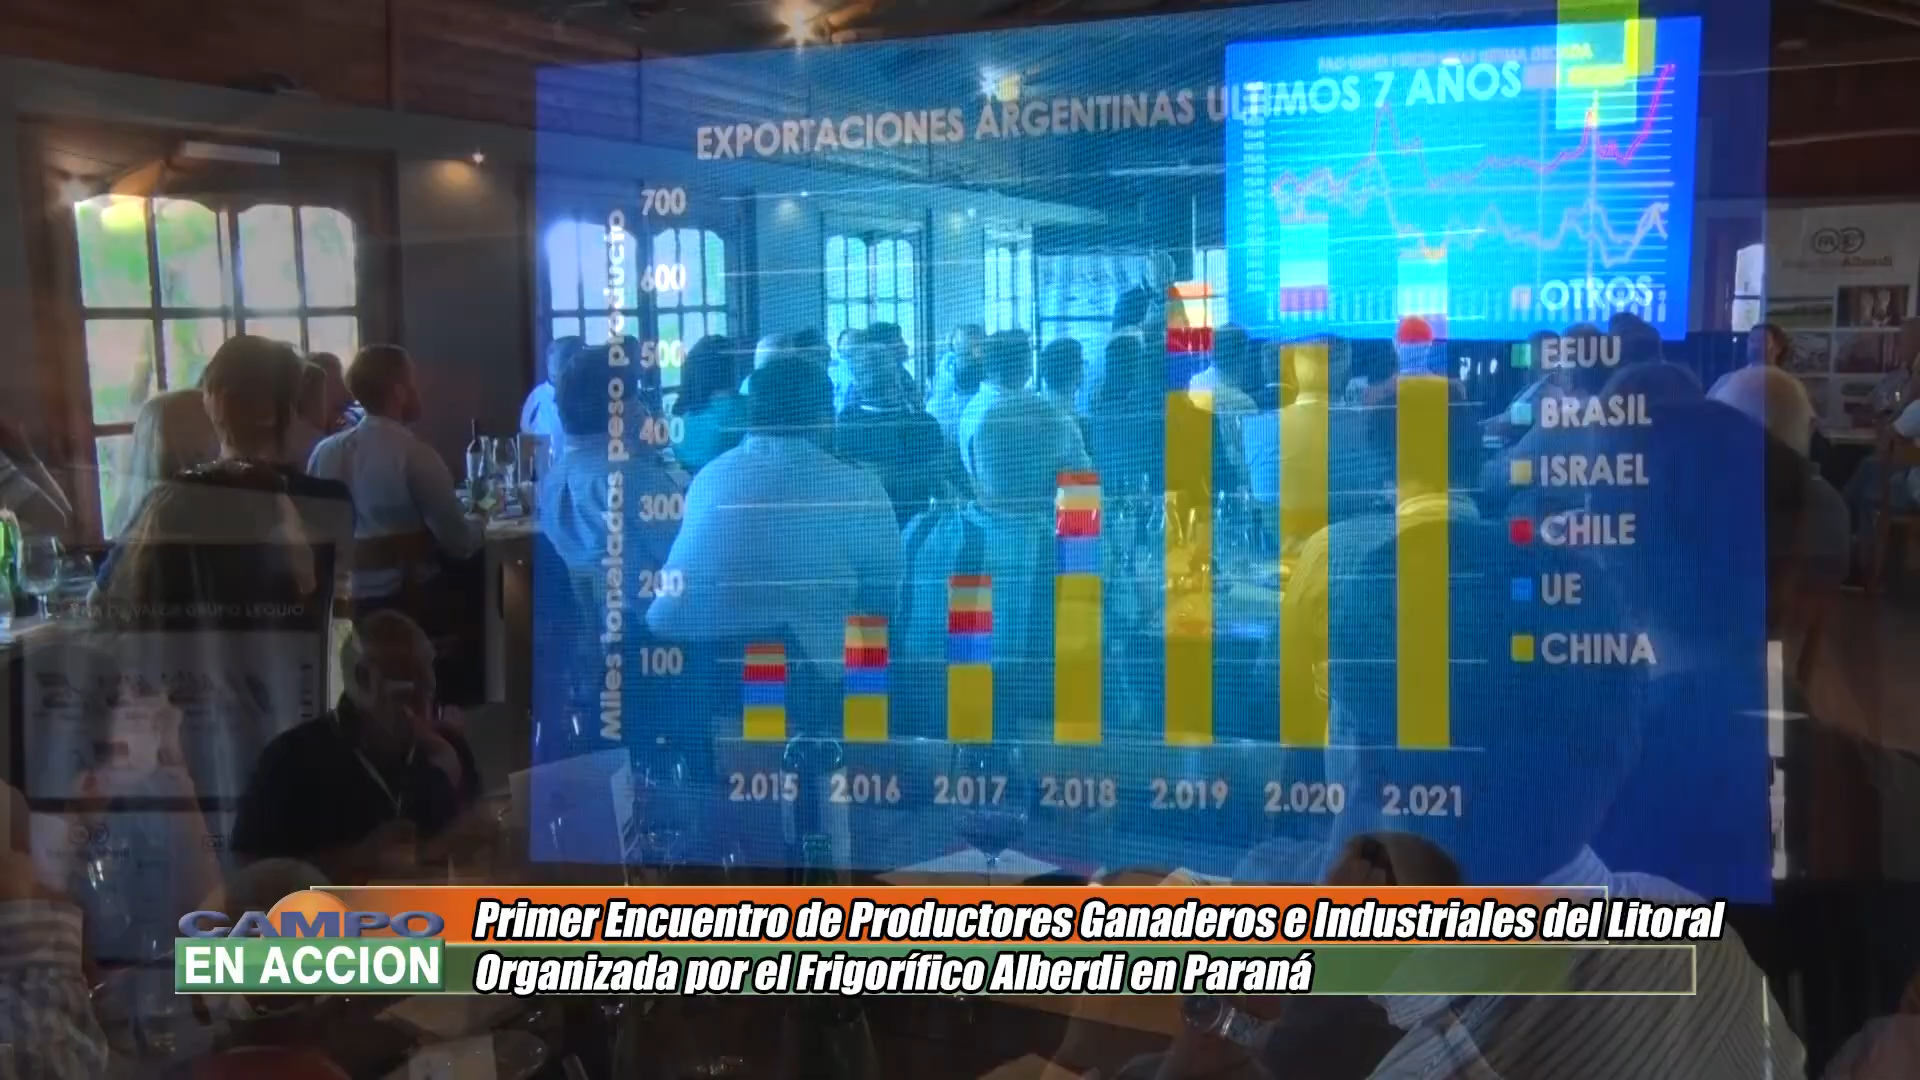 EXPORTACIONES ARGENTINAS ULTIMOS 7 AÑOS
Miles toneladas peso producto
700
600
500
400
300
200
100
2.015 2.016 2.017 2.018 2.019 2.020 2.021
OTROS
EEUU
BRASIL
ISRAEL
CHILE
UE
CHINA
CAMPO
EN ACCION
Primer Encuentro de Productores Ganaderos e Industriales del Litoral
Organizada por el Frigorífico Alberdi en Paraná